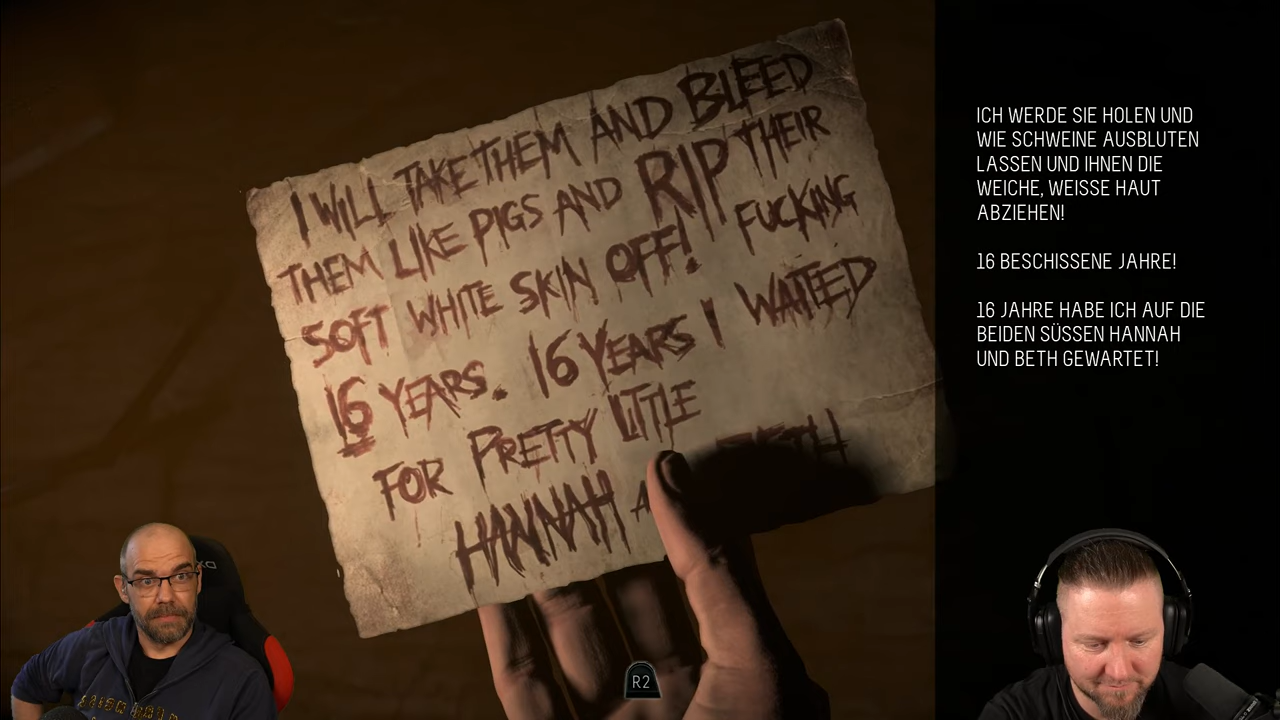 I WILL TAKE THEM AND BLEED
THEM LIKE PIGS AND RIP THEIR
SOFT WHITE SKIN OFF! FUCKING
16 YEARS. 16 YEARS I WAITED
FOR PRETTY LITTLE
HANNAH A BETH
ICH WERDE SIE HOLEN UND
WIE SCHWEINE AUSBLUTEN
LASSEN UND IHNEN DIE
WEICHE, WEISSE HAUT
ABZIEHEN!
16 BESCHISSENE JAHRE!
16 JAHRE HABE ICH AUF DIE
BEIDEN SÜSSEN HANNAH
UND BETH GEWARTET!
R2